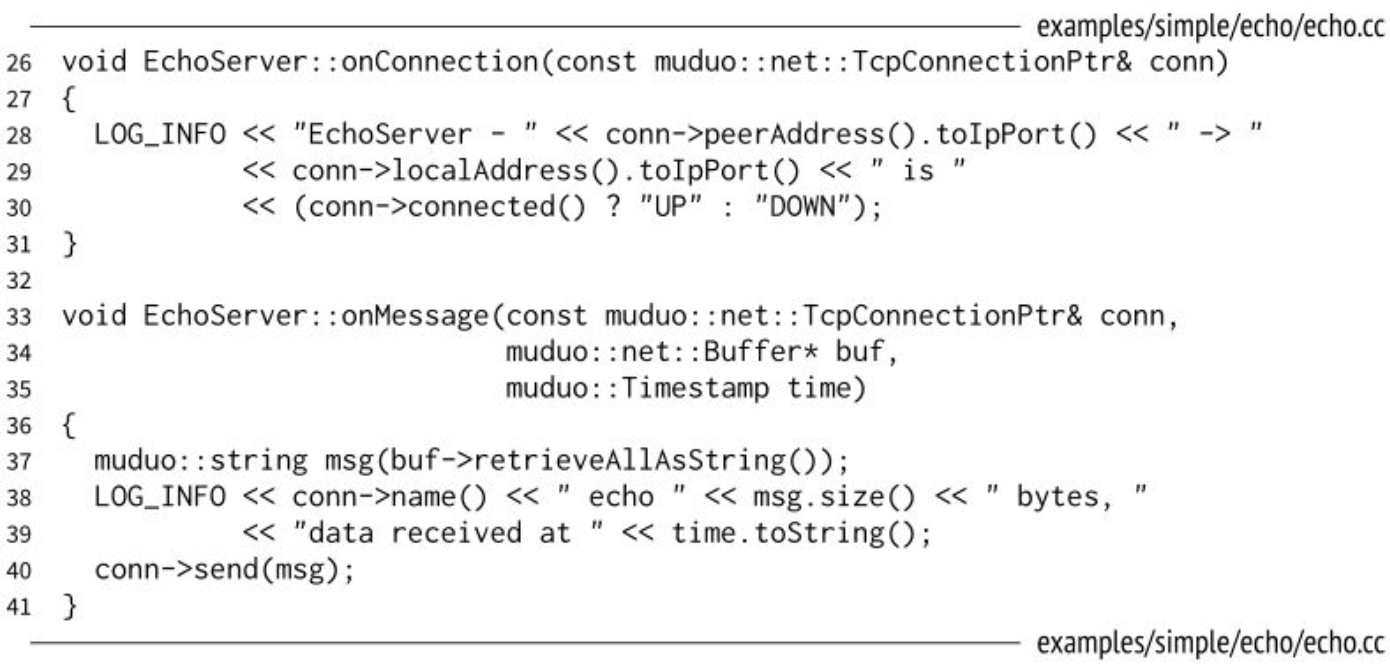 examples/simple/echo/echo.cc
26 void EchoServer::onConnection(const muduo::net::TcpConnectionPtr& conn)
27 {
28   LOG_INFO << "EchoServer - " << conn->peerAddress().toIpPort() << " -> "
29            << conn->localAddress().toIpPort() << " is "
30            << (conn->connected() ? "UP" : "DOWN");
31 }
32
33 void EchoServer::onMessage(const muduo::net::TcpConnectionPtr& conn,
34                            muduo::net::Buffer* buf,
35                            muduo::Timestamp time)
36 {
37   muduo::string msg(buf->retrieveAllAsString());
38   LOG_INFO << conn->name() << " echo " << msg.size() << " bytes, "
39            << "data received at " << time.toString();
40   conn->send(msg);
41 }
examples/simple/echo/echo.cc